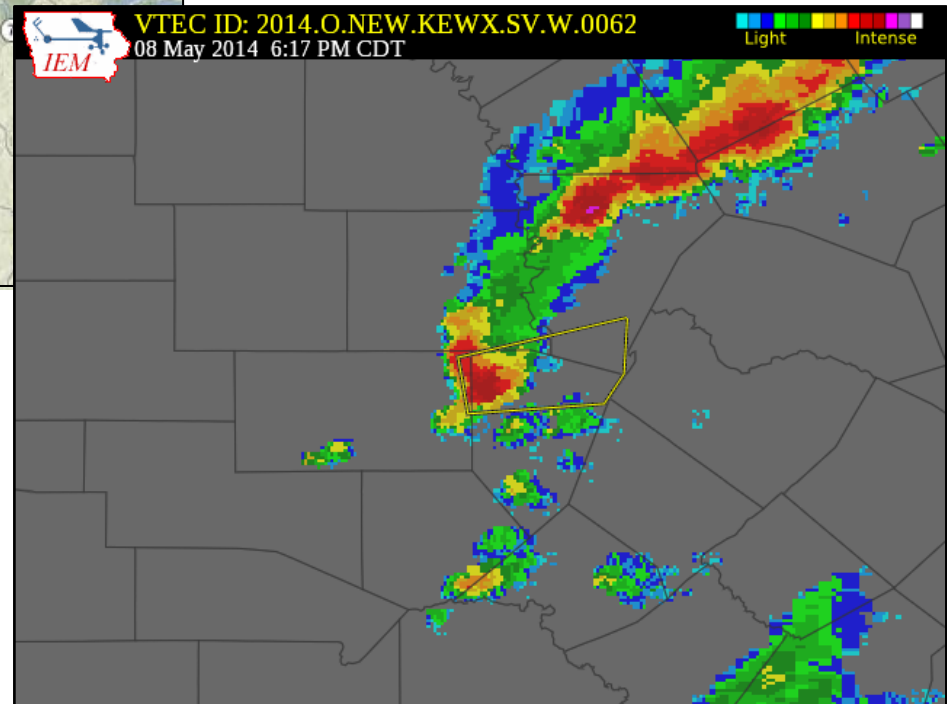 VTEC ID: 2014.O.NEW.KEWX.SV.W.0062
08 May 2014 6:17 PM CDT
IEM
Light Intense